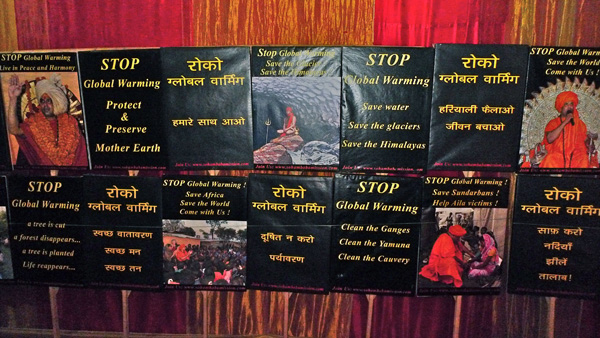 STOP Global Warming
Live in Peace and Harmony
STOP
Global Warming
Protect
&
Preserve
Mother Earth
रोको
ग्लोबल वार्मिंग
हमारे साथ आओ
Stop Global Warming
Save the Glaciers
Save the Himalayas
STOP
Global Warming
Save water
Save the glaciers
Save the Himalayas
रोको
ग्लोबल वार्मिंग
हरियाली फैलाओ
जीवन बचाओ
STOP Global Warming
Save the World
Come with Us !
STOP
Global Warming
a tree is cut
a forest disappears...
a tree is planted
Life reappears...
रोको
ग्लोबल वार्मिंग
स्वच्छ वातावरण
स्वच्छ मन
स्वच्छ तन
STOP Global Warming !
Save Africa
Save the World
Come with Us !
रोको
ग्लोबल वार्मिंग
दूषित न करो
पर्यावरण
STOP
Global Warming
Clean the Ganges
Clean the Yamuna
Clean the Cauvery
STOP Global Warming !
Save Sundarbans !
Help Aila victims !
रोको
ग्लोबल वार्मिंग
साफ़ करो
नदियाँ
झीलें
तालाब !